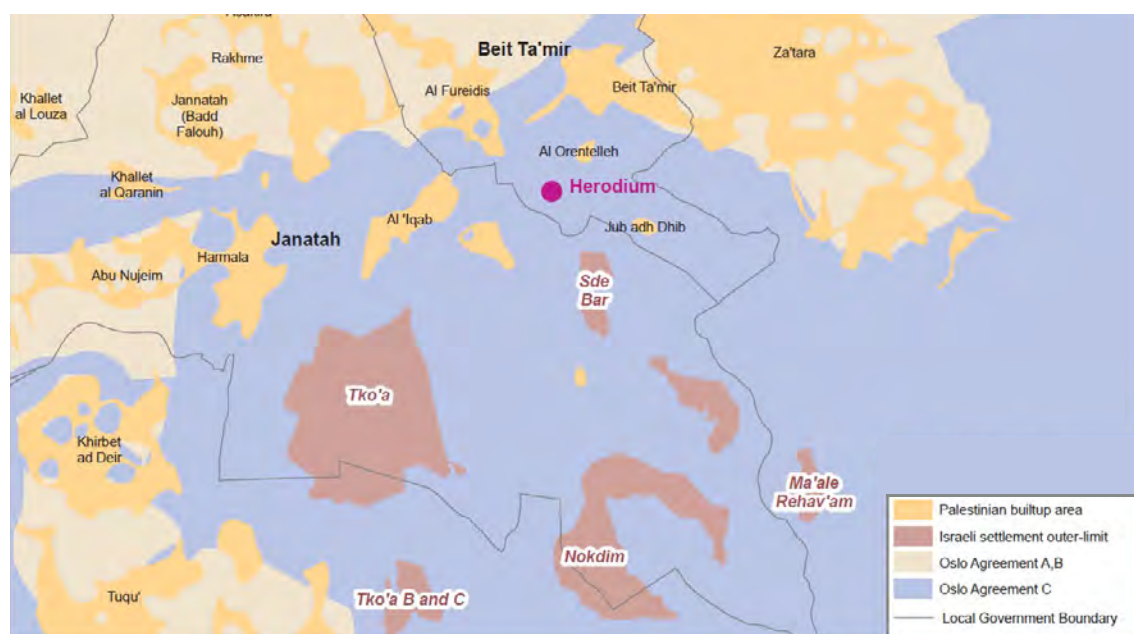 Beit Ta'mir
Za'tara
Rakhme
Khallet
al Louza
Jannatah
(Badd
Falouh)
Al Fureidis
Beit Ta'mir
Al Orentelleh
Khallet
al Qaranin
Herodium
Al 'Iqab
Jub adh Dhib
Janatah
Harmala
Abu Nujeim
Sde
Bar
Tko'a
Khirbet
ad Deir
Ma'ale
Rehav'am
Nokdim
Tuqu'
Tko'a B and C
Palestinian builtup area
Israeli settlement outer-limit
Oslo Agreement A,B
Oslo Agreement C
Local Government Boundary